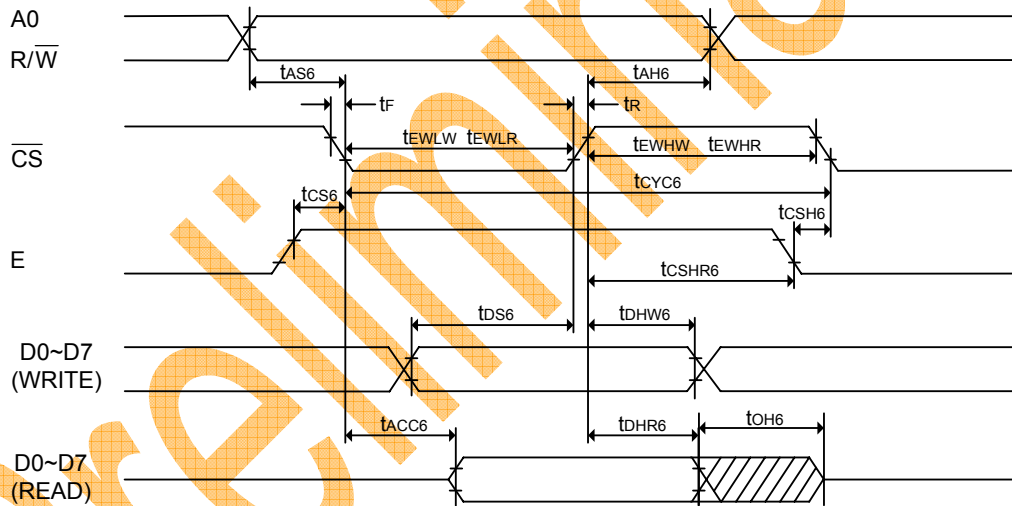 A0
R/W
tAS6
tAH6
tF
tR
CS
tEWLW tEWLR
tEWHW tEWHR
tCYC6
tCS6
tCSH6
E
tCSHR6
tDS6
tDHW6
D0~D7
(WRITE)
tACC6
tDHR6
tOH6
D0~D7
(READ)